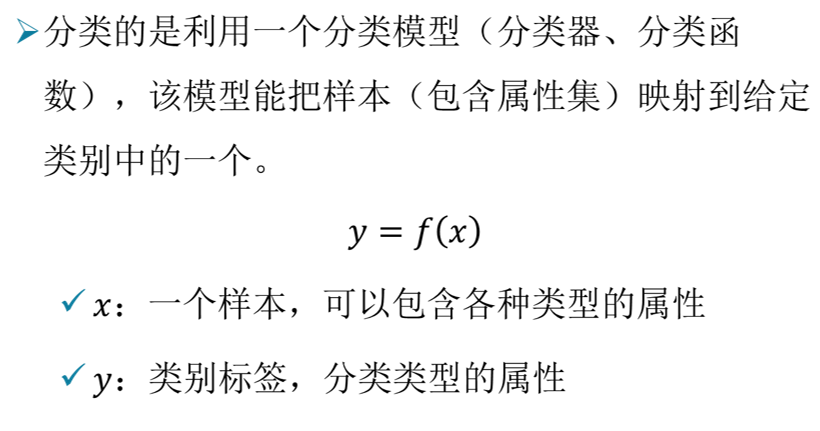 ➢分类的是利用一个分类模型（分类器、分类函
数），该模型能把样本（包含属性集）映射到给定
类别中的一个。
y = f(x)
✓ x：一个样本，可以包含各种类型的属性
✓ y：类别标签，分类类型的属性